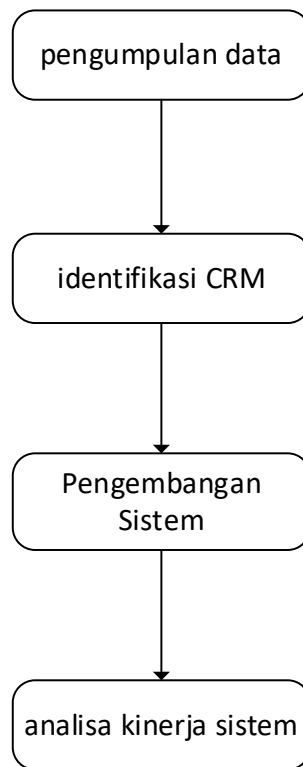 pengumpulan data
identifikasi CRM
Pengembangan
Sistem
analisa kinerja sistem